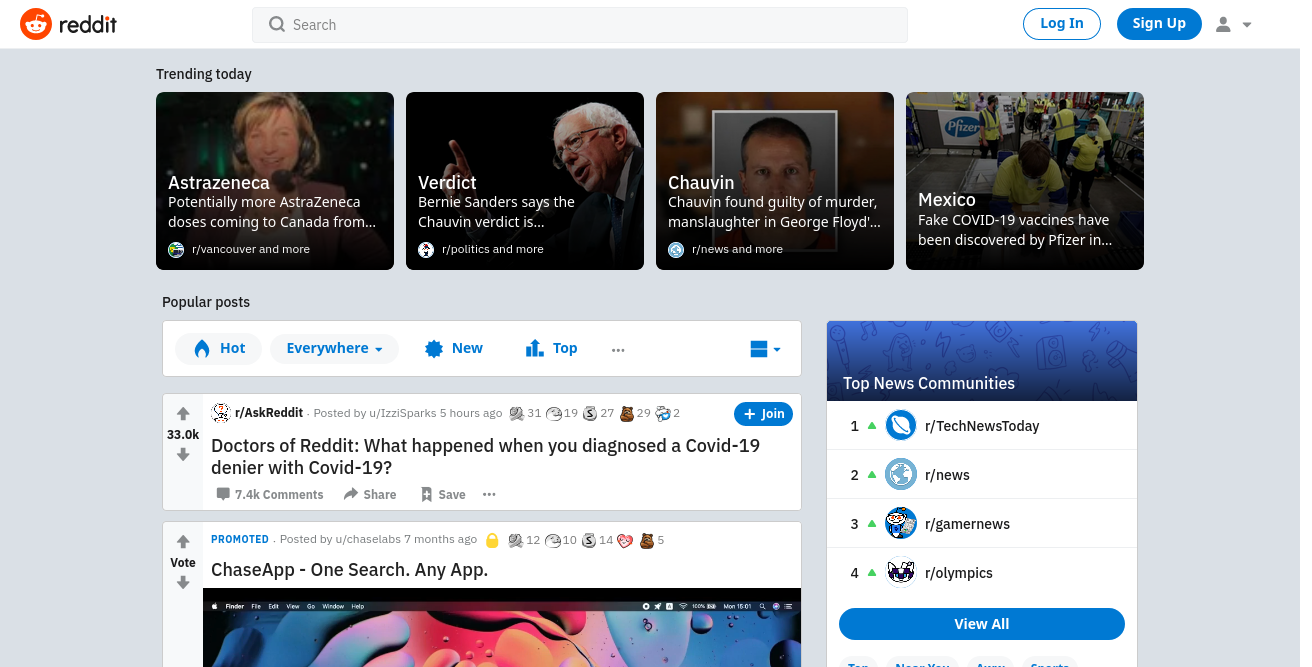 reddit
Search
Log In
Sign Up
Trending today
Astrazeneca
Potentially more AstraZeneca
doses coming to Canada from...
r/vancouver and more
Verdict
Bernie Sanders says the
Chauvin verdict is...
r/politics and more
Chauvin
Chauvin found guilty of murder,
manslaughter in George Floyd'...
r/news and more
Pfizer
Mexico
Fake COVID-19 vaccines have
been discovered by Pfizer in...
Popular posts
Hot
Everywhere
New
Top
...
33.0k
r/AskReddit · Posted by u/IzziSparks 5 hours ago 31 19 27 29 2
+ Join
Doctors of Reddit: What happened when you diagnosed a Covid-19
denier with Covid-19?
7.4k Comments
Share
Save
...
Vote
PROMOTED · Posted by u/chaselabs 7 months ago 12 10 14 5
ChaseApp - One Search. Any App.
Finder File Edit View Go Window Help
100% Mon 15:01
Top News Communities
1 r/TechNewsToday
2 r/news
3 r/gamernews
4 r/olympics
View All
Top
Near You
Aww
Sports